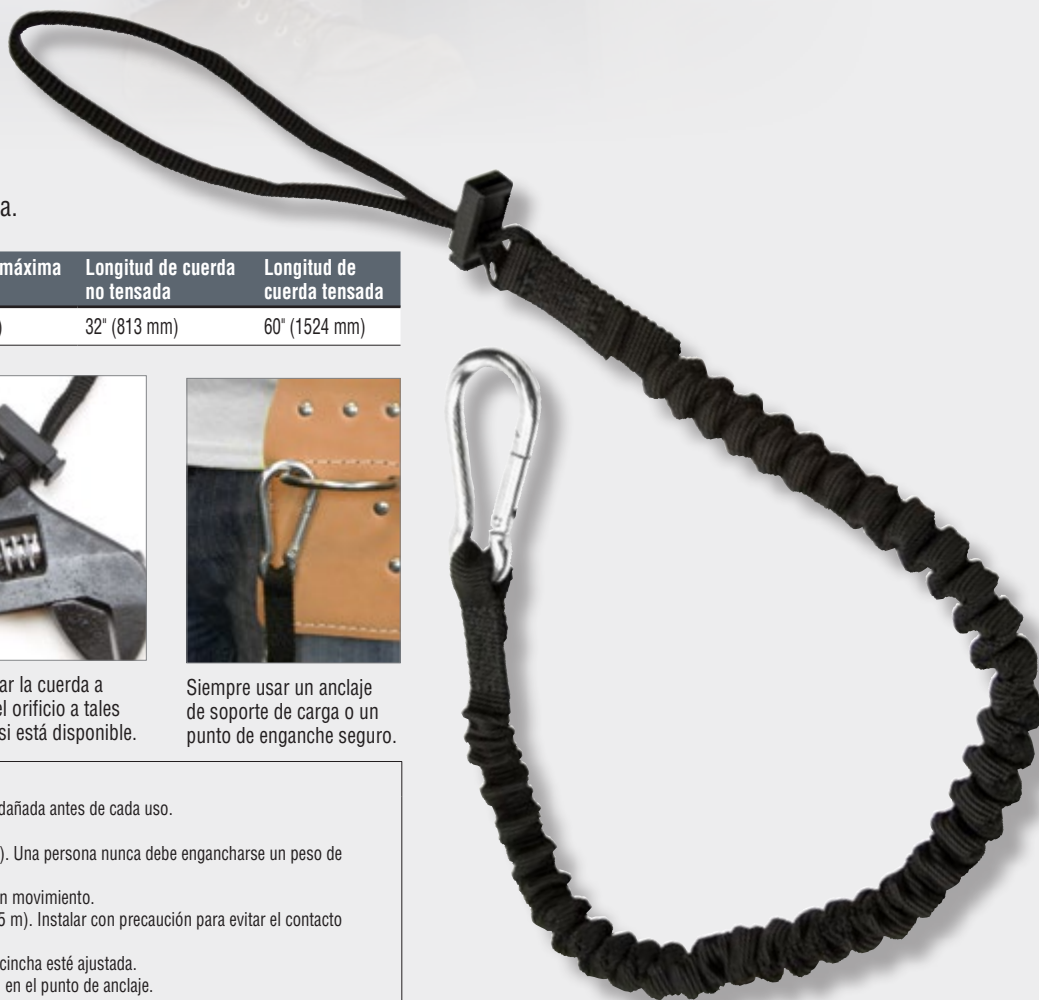 a.
máxima
Longitud de cuerda
no tensada
Longitud de
cuerda tensada
)
32" (813 mm)
60" (1524 mm)
ar la cuerda a
el orificio a tales
si está disponible.
Siempre usar un anclaje
de soporte de carga o un
punto de enganche seguro.
dañada antes de cada uso.
). Una persona nunca debe engancharse un peso de
n movimiento.
5 m). Instalar con precaución para evitar el contacto
cincha esté ajustada.
en el punto de anclaje.